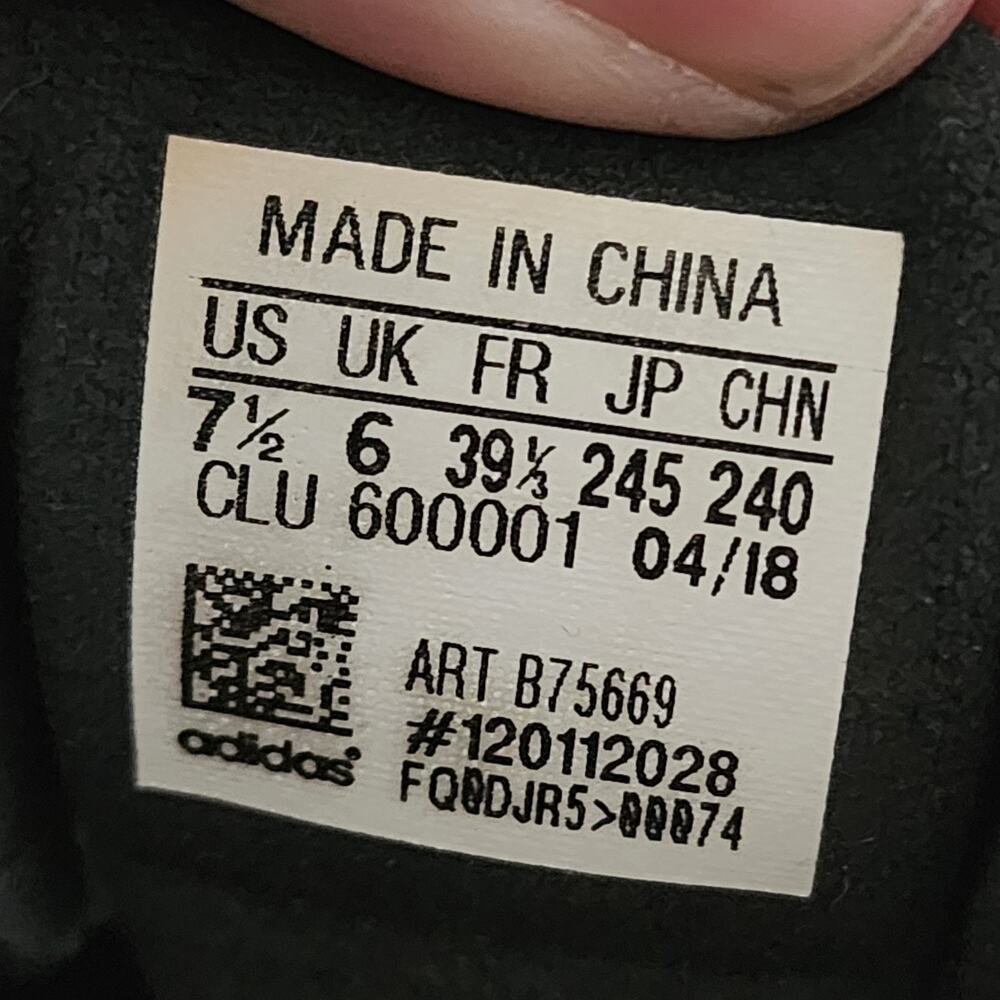 MADE IN CHINA
US UK FR JP CHN
7½ 6 39⅓ 245 240
CLU 600001 04/18
ART B75669
#120112028
adidas
FQ0DJR5>00074